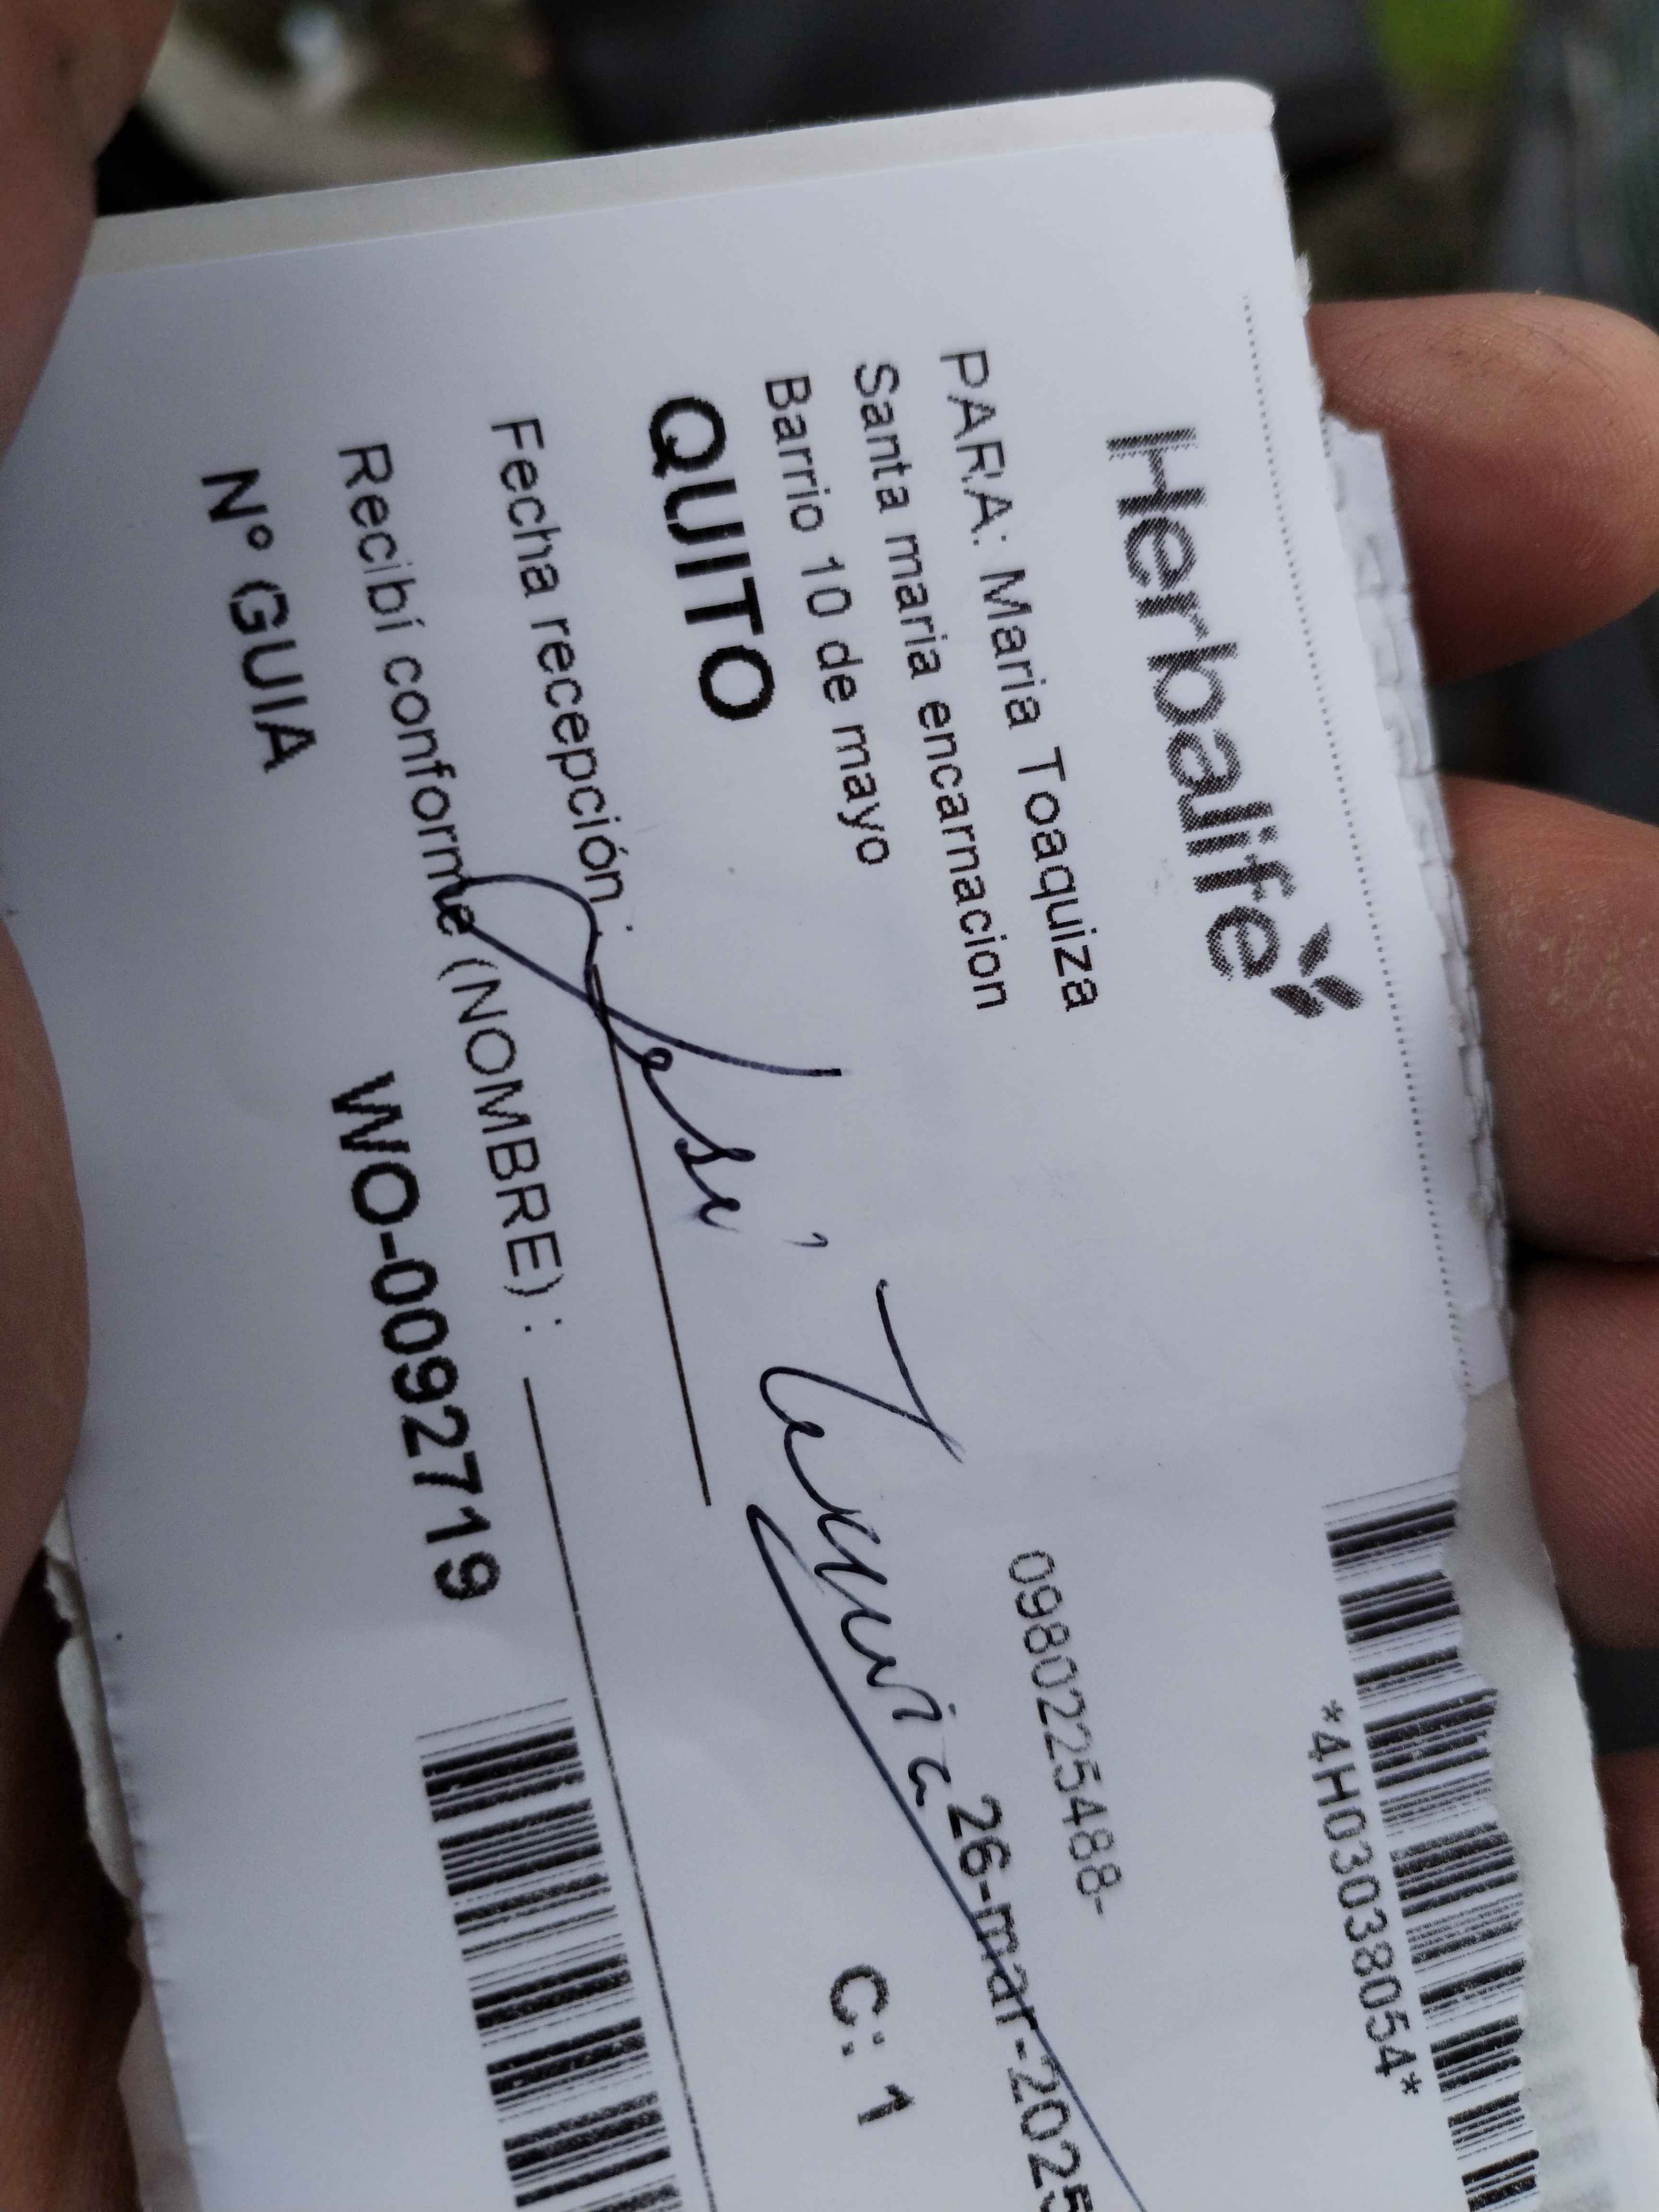 Herbalife
*4H03038054*
PARA: Maria Toaquiza
Santa maria encarnacion
0980225488-
Barrio 10 de mayo
QUITO
26-mar-2025
C: 1
Fecha recepción :
José
Recibí conforme (NOMBRE) :
Nº GUIA
WO-0092719